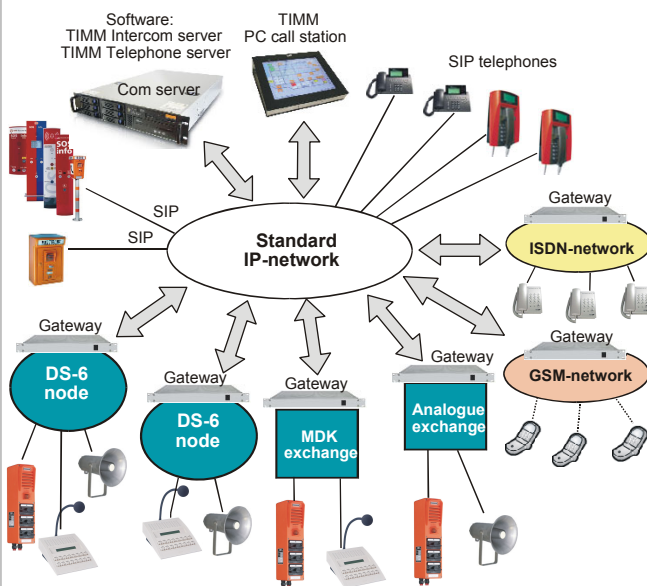 Software:
TIMM Intercom server
TIMM Telephone server
Com server
TIMM
PC call station
SIP telephones
SOS
info
SIP
SIP
Standard
IP-network
Gateway
ISDN-network
Gateway
GSM-network
Gateway
DS-6
node
Gateway
DS-6
node
Gateway
MDK
exchange
Gateway
Analogue
exchange